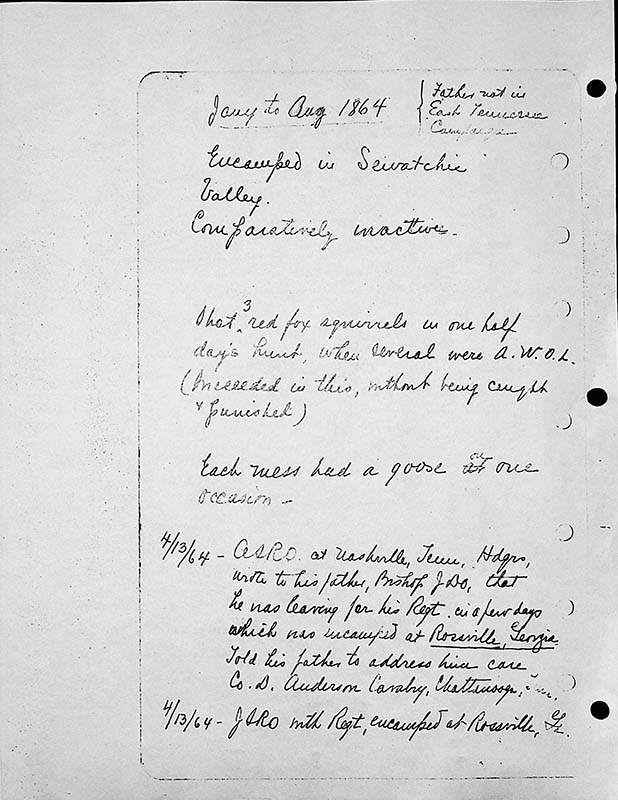 Jany to Aug 1864
{ Father not in
East Tennessee
Campaign
Encamped in Sewatchie
Valley.
Comparatively inactive.
Shot 3 red fox squirrels in one half
day's hunt, when several were A.W.O.L.
(Succeeded in this, without being caught
& punished)
Each mess had a goose on one
occasion -
4/13/64 - at Nashville, Tenn, Hdqrs,
wrote to his father, Bishop JDO, that
he was leaving for his Regt. in a few days
which was encamped at Rossville, Georgia.
Told his father to address him care
Co. D. Anderson Cavalry, Chattanooga,
4/13/64 - JSRO with Regt, encamped at Rossville, Ga.